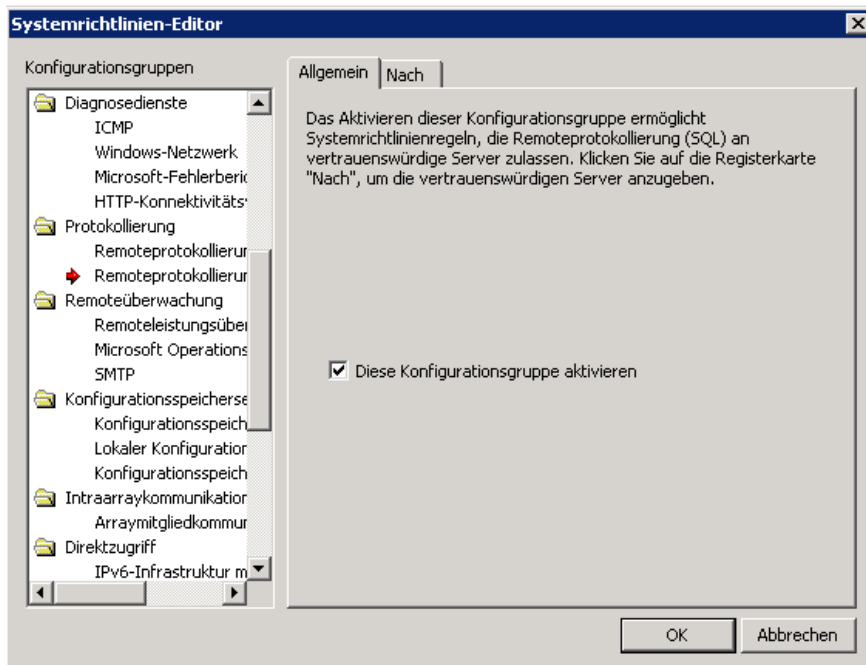 Systemrichtlinien-Editor
Konfigurationsgruppen
Diagnosedienste
ICMP
Windows-Netzwerk
Microsoft-Fehlerberic
HTTP-Konnektivitäts
Protokollierung
Remoteprotokollierur
Remoteprotokollierur
Remoteüberwachung
Remoteleistungsüber
Microsoft Operations
SMTP
Konfigurationsspeicherse
Konfigurationsspeich
Lokaler Konfiguration
Konfigurationsspeich
Intraarraykommunikation
Arraymitgliedkommur
Direktzugriff
IPv6-Infrastruktur m
Allgemein
Nach
Das Aktivieren dieser Konfigurationsgruppe ermöglicht
Systemrichtlinienregeln, die Remoteprotokollierung (SQL) an
vertrauenswürdige Server zulassen. Klicken Sie auf die Registerkarte
"Nach", um die vertrauenswürdigen Server anzugeben.
Diese Konfigurationsgruppe aktivieren
OK
Abbrechen